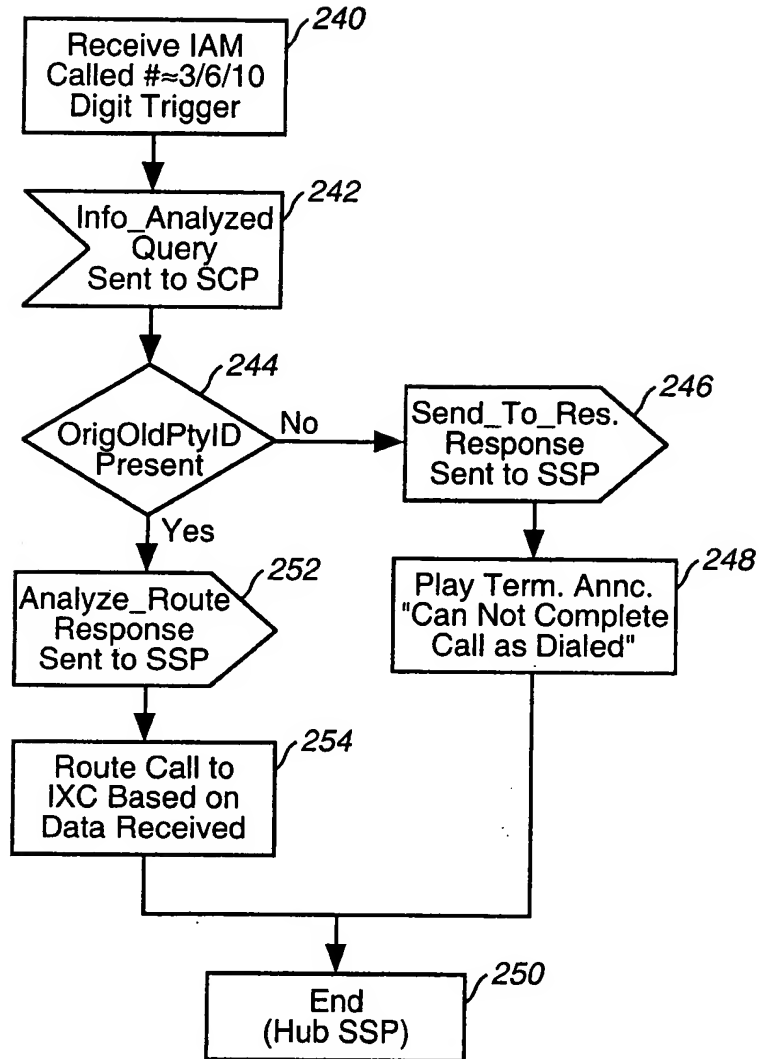 240
Receive IAM
Called #≈3/6/10
Digit Trigger
242
Info_Analyzed
Query
Sent to SCP
244
OrigOldPtyID
Present
No
Yes
246
Send_To_Res.
Response
Sent to SSP
248
Play Term. Annc.
"Can Not Complete
Call as Dialed"
252
Analyze_Route
Response
Sent to SSP
254
Route Call to
IXC Based on
Data Received
250
End
(Hub SSP)